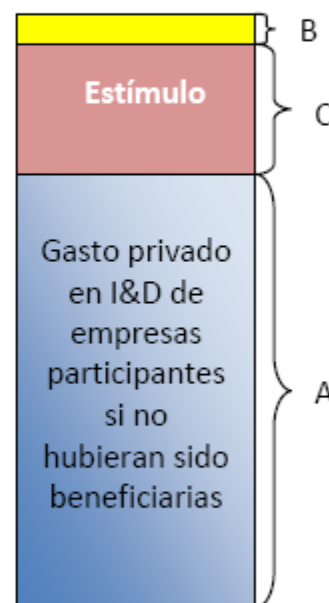 B
Estímulo
C
Gasto privado
en I&D de
empresas
participantes
si no
hubieran sido
beneficiarias
A